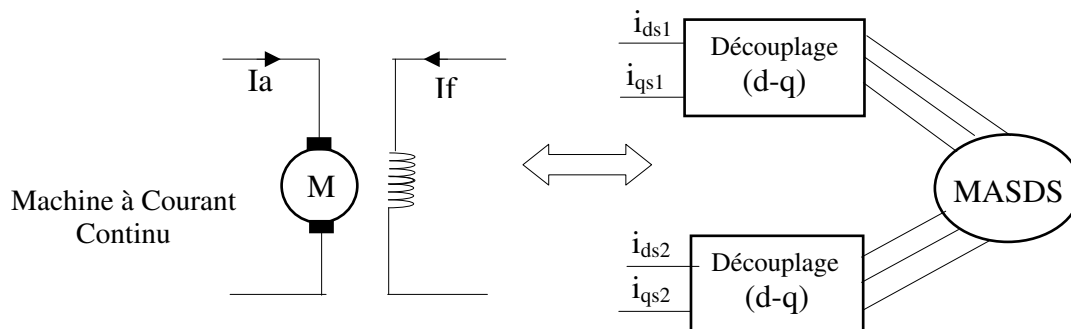 Ia
If
M
Machine à Courant
Continu
i_ds1
i_qs1
Découplage
(d-q)
MASDS
i_ds2
i_qs2
Découplage
(d-q)